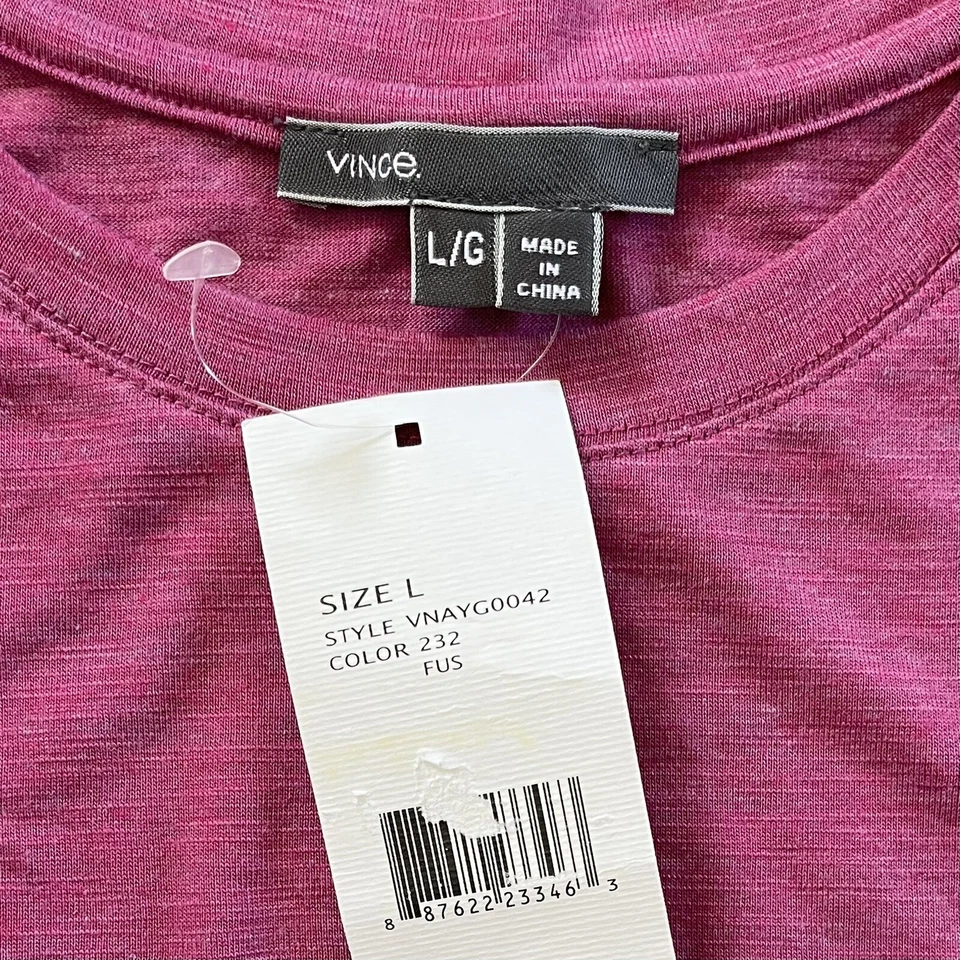 VINCE.
L/G
MADE
IN
CHINA
SIZE L
STYLE VNAYG0042
COLOR 232
FUS
8 87622 23346 3